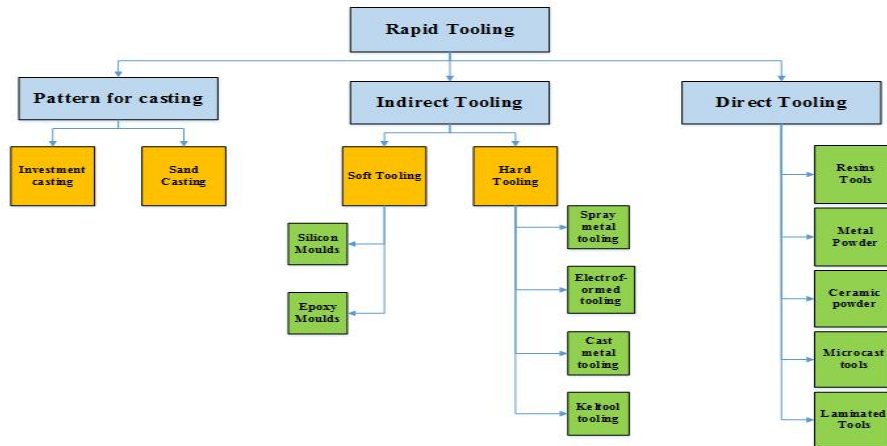 Rapid Tooling
Pattern for casting
Indirect Tooling
Direct Tooling
Investment
casting
Sand
Casting
Soft Tooling
Hard
Tooling
Silicon
Moulds
Epoxy
Moulds
Spray
metal
tooling
Electrof-
ormed
tooling
Cast
metal
tooling
Keltool
tooling
Resins
Tools
Metal
Powder
Ceramic
powder
Microcast
tools
Laminated
Tools